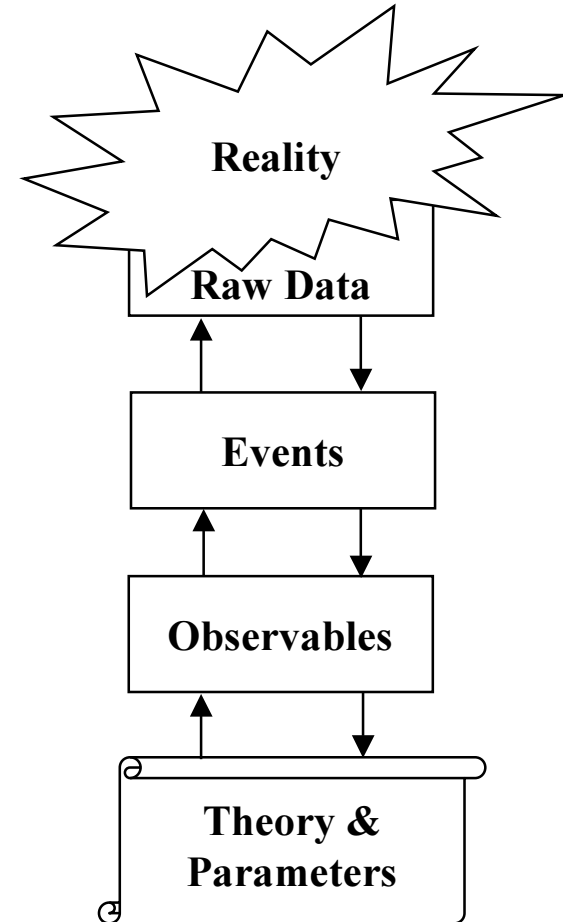 Reality
Raw Data
Events
Observables
Theory &
Parameters